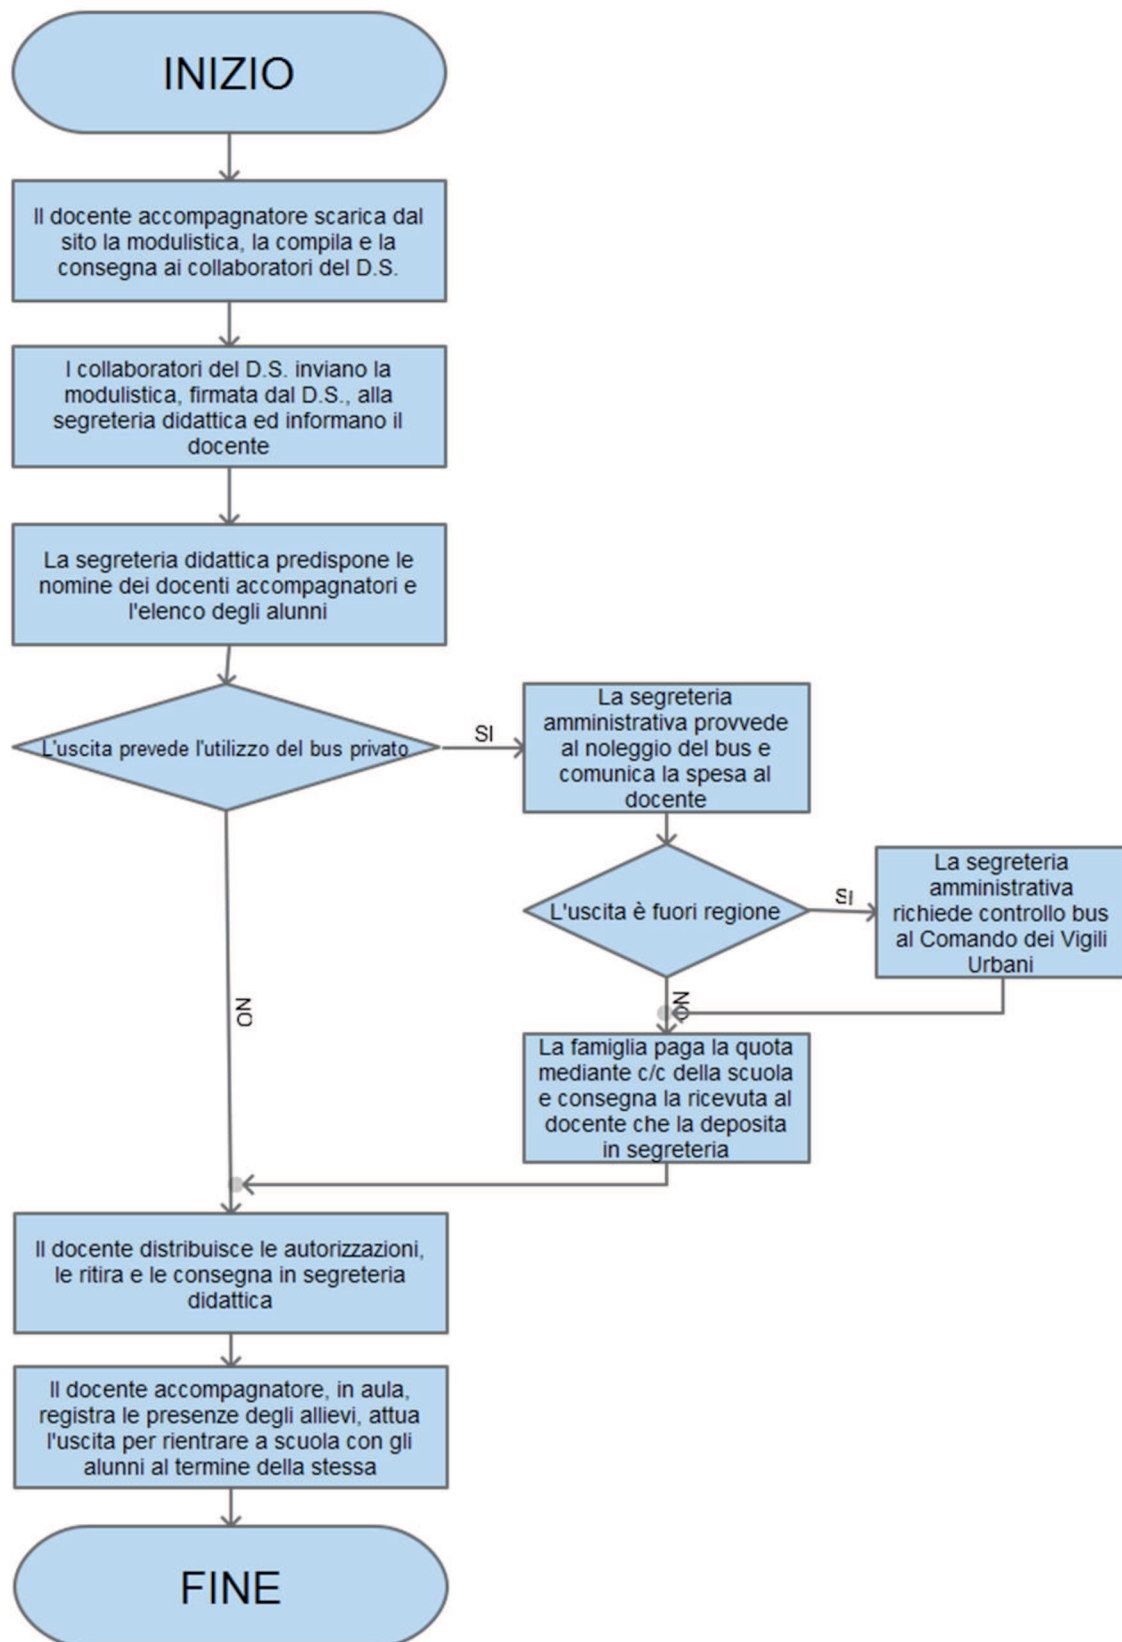 INIZIO
Il docente accompagnatore scarica dal
sito la modulistica, la compila e la
consegna ai collaboratori del D.S.
I collaboratori del D.S. inviano la
modulistica, firmata dal D.S., alla
segreteria didattica ed informano il
docente
La segreteria didattica predispone le
nomine dei docenti accompagnatori e
l'elenco degli alunni
L'uscita prevede l'utilizzo del bus privato
SI
La segreteria
amministrativa provvede
al noleggio del bus e
comunica la spesa al
docente
L'uscita è fuori regione
SI
La segreteria
amministrativa
richiede controllo bus
al Comando dei Vigili
Urbani
NO
NO
La famiglia paga la quota
mediante c/c della scuola
e consegna la ricevuta al
docente che la deposita
in segreteria
Il docente distribuisce le autorizzazioni,
le ritira e le consegna in segreteria
didattica
Il docente accompagnatore, in aula,
registra le presenze degli allievi, attua
l'uscita per rientrare a scuola con gli
alunni al termine della stessa
FINE